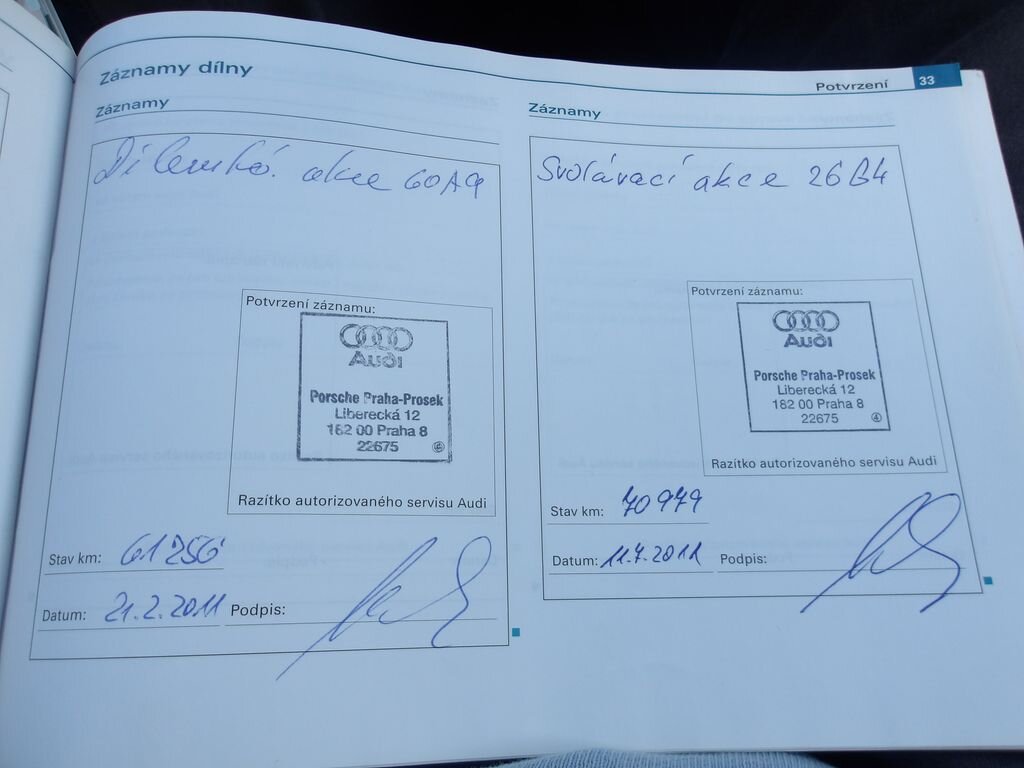 Záznamy dílny
Potvrzení 33
Záznamy
Dílenská akce 60A9
Potvrzení záznamu:
Audi
Porsche Praha-Prosek
Liberecká 12
182 00 Praha 8
22675
Razítko autorizovaného servisu Audi
Stav km: 61256
Datum: 21.2.2011 Podpis:
Záznamy
Svolávací akce 26B4
Potvrzení záznamu:
Audi
Porsche Praha-Prosek
Liberecká 12
182 00 Praha 8
22675 4
Razítko autorizovaného servisu Audi
Stav km: 70979
Datum: 11.7.2011 Podpis: